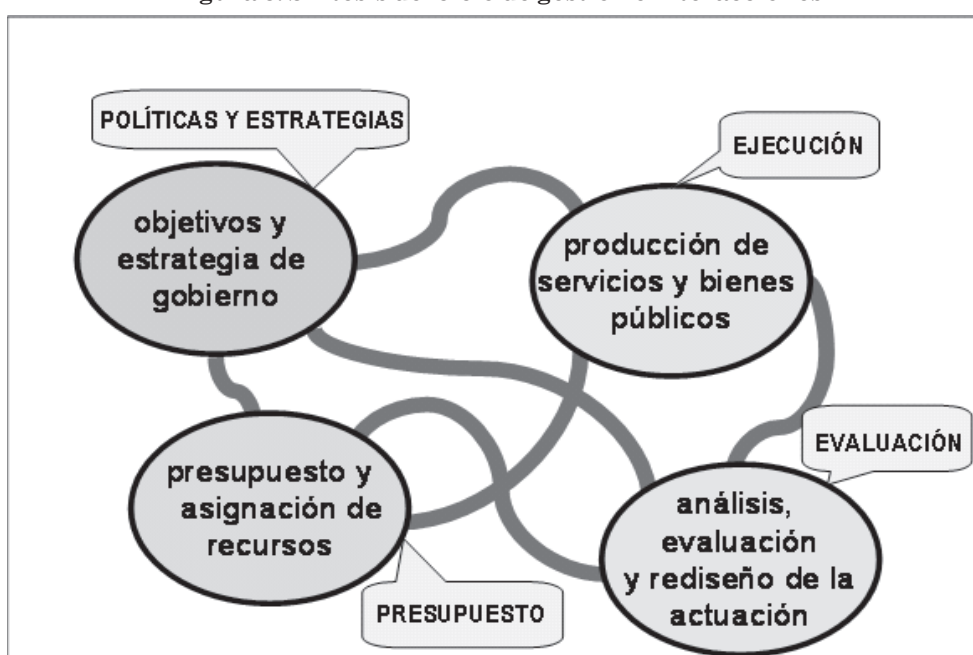 POLÍTICAS Y ESTRATEGIAS
objetivos y
estrategia de
gobierno
EJECUCIÓN
producción de
servicios y bienes
públicos
presupuesto y
asignación de
recursos
PRESUPUESTO
EVALUACIÓN
análisis,
evaluación
y rediseño de la
actuación